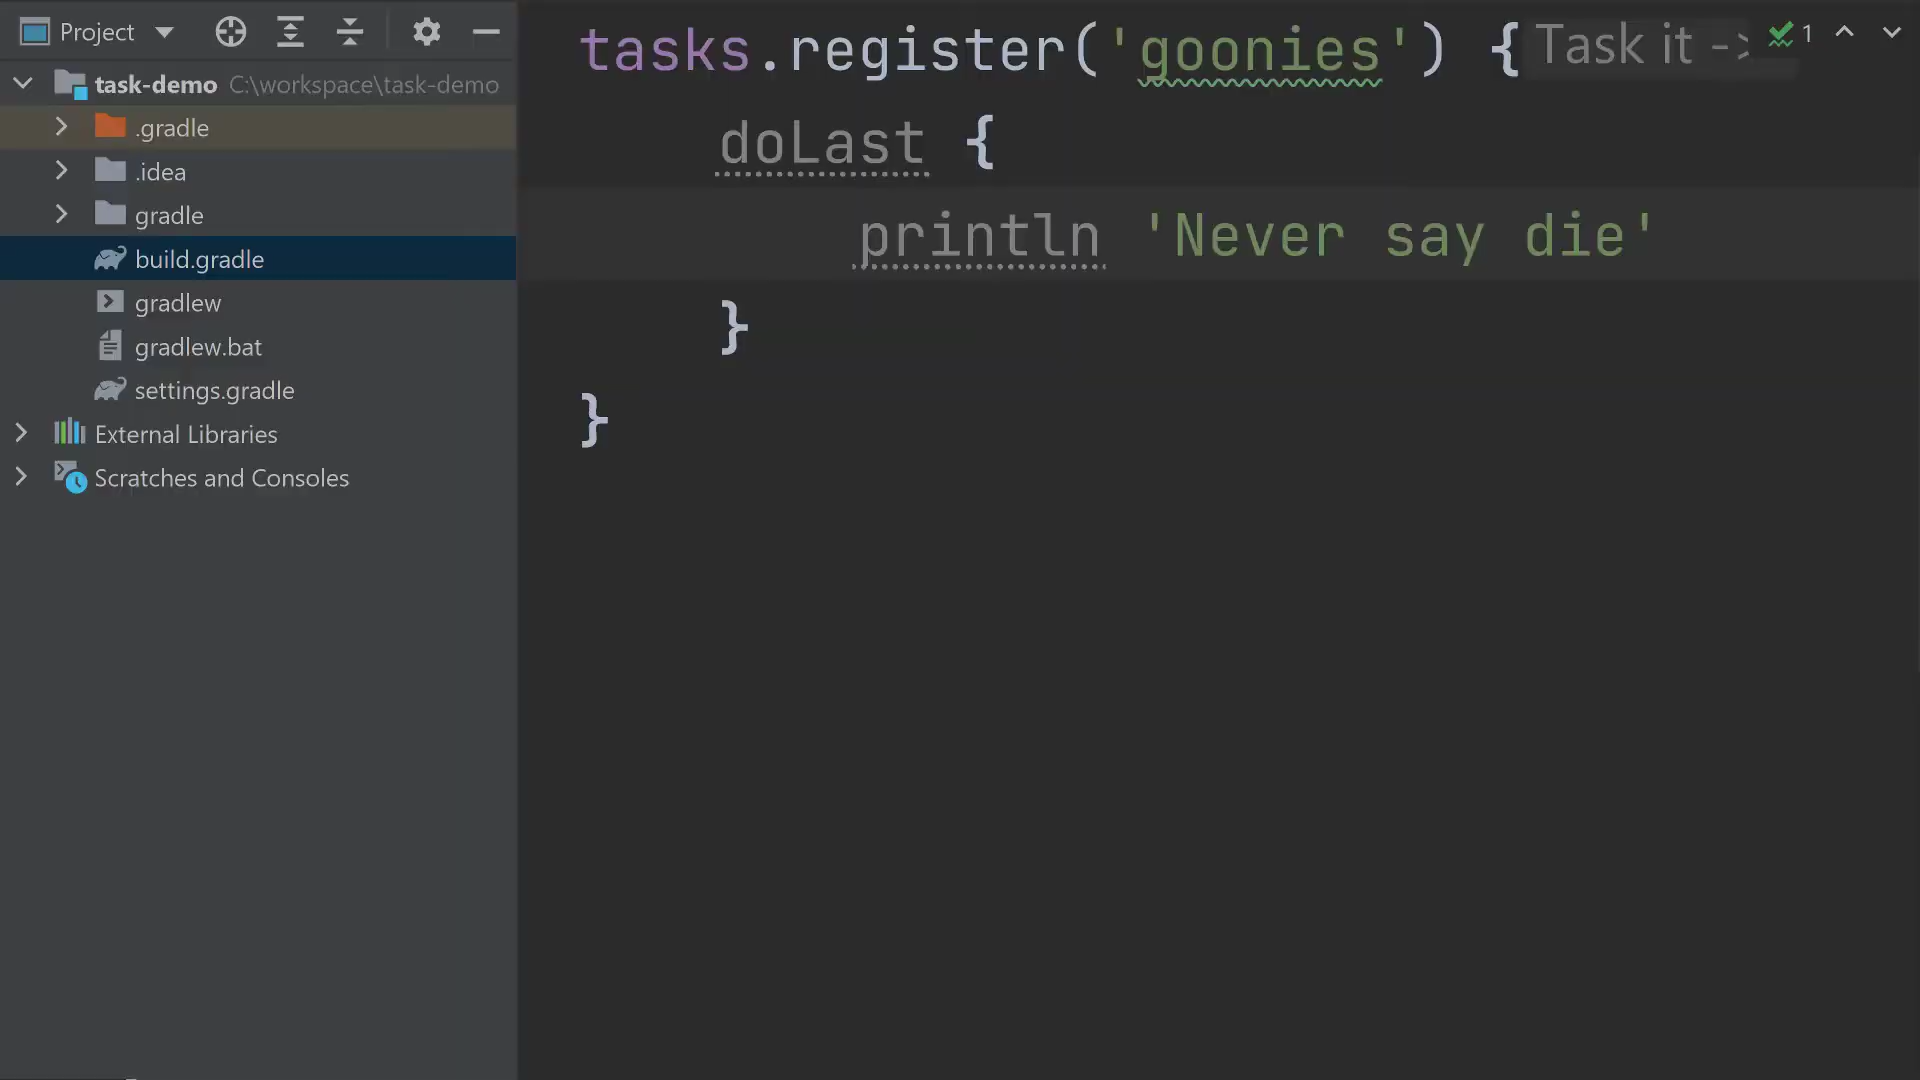 Project
task-demo C:\workspace\task-demo
.gradle
.idea
gradle
build.gradle
gradlew
gradlew.bat
settings.gradle
External Libraries
Scratches and Consoles
tasks.register('goonies') { Task it -> 1
doLast {
println 'Never say die'
}
}